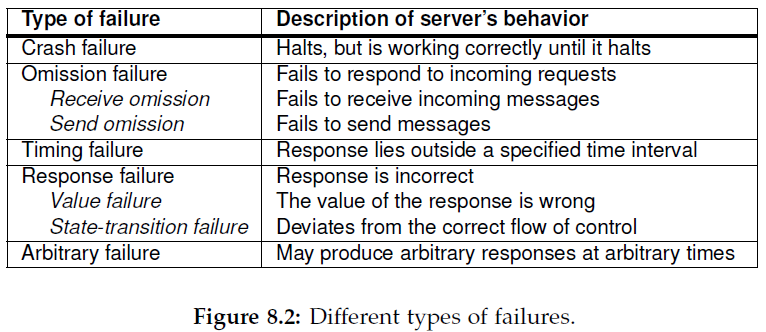 Type of failure Description of server's behavior
Crash failure Halts, but is working correctly until it halts
Omission failure Fails to respond to incoming requests
Receive omission Fails to receive incoming messages
Send omission Fails to send messages
Timing failure Response lies outside a specified time interval
Response failure Response is incorrect
Value failure The value of the response is wrong
State-transition failure Deviates from the correct flow of control
Arbitrary failure May produce arbitrary responses at arbitrary times
Figure 8.2: Different types of failures.